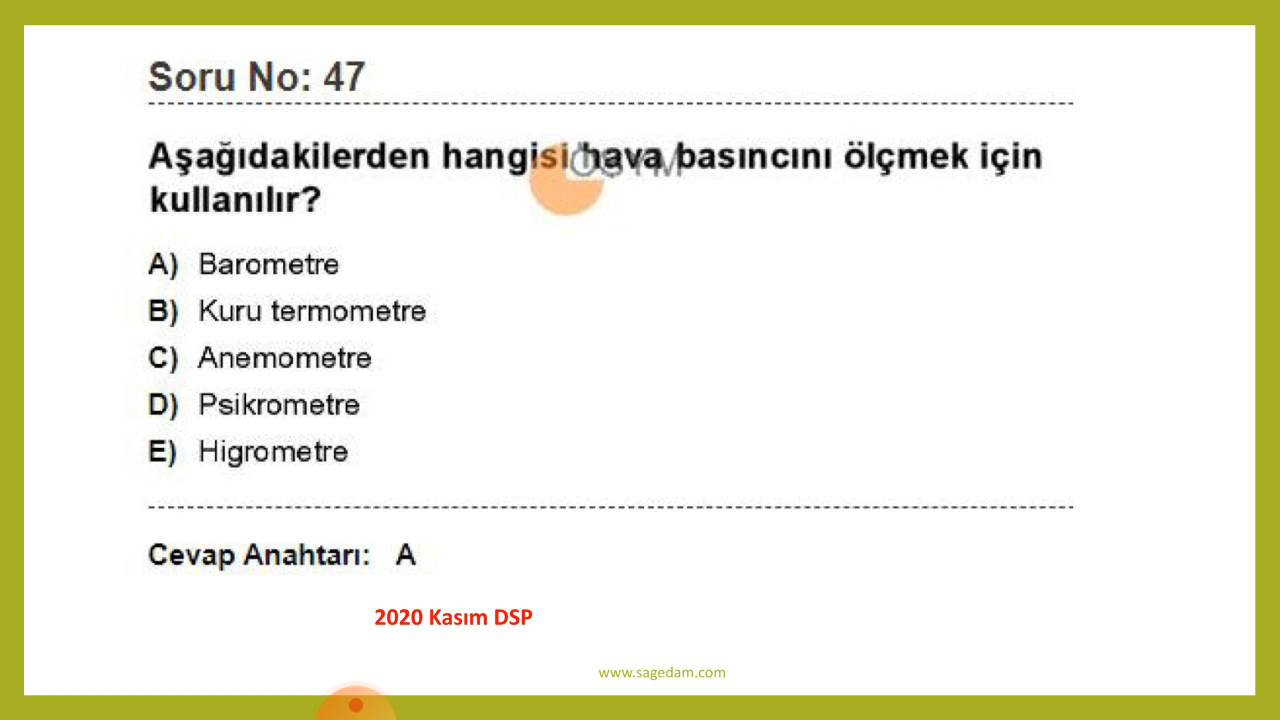 Soru No: 47
Aşağıdakilerden hangisi hava basıncını ölçmek için
kullanılır?
ÖSYM
A) Barometre
B) Kuru termometre
C) Anemometre
D) Psikrometre
E) Higrometre
Cevap Anahtarı: A
2020 Kasım DSP
www.sagedam.com